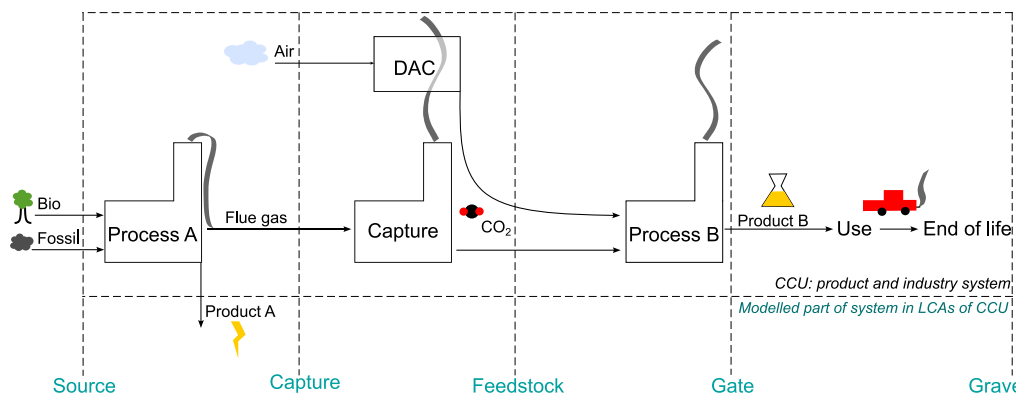 Air
DAC
Bio
Fossil
Process A
Flue gas
Capture
CO₂
Process B
Product B
Use
End of life
CCU: product and industry system
Modelled part of system in LCAs of CCU
Product A
Source
Capture
Feedstock
Gate
Grave